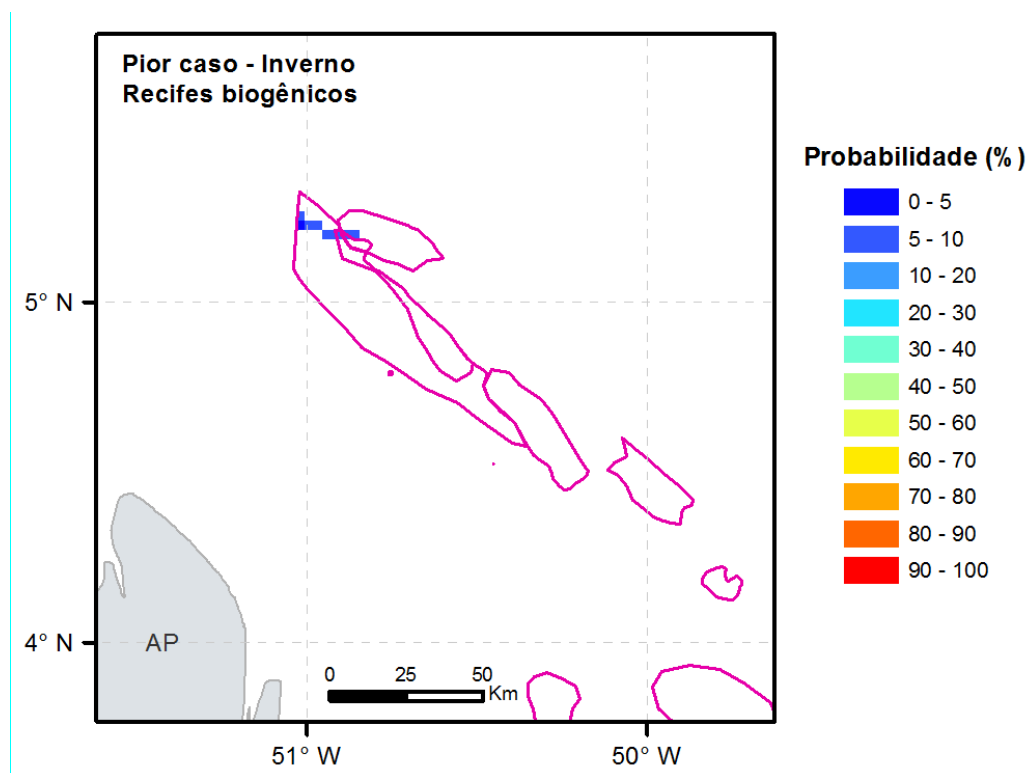 Pior caso - Inverno
Recifes biogênicos
Probabilidade (%)
0 - 5
5 - 10
10 - 20
20 - 30
30 - 40
40 - 50
50 - 60
60 - 70
70 - 80
80 - 90
90 - 100
5° N
4° N
AP
0 25 50
Km
51° W 50° W